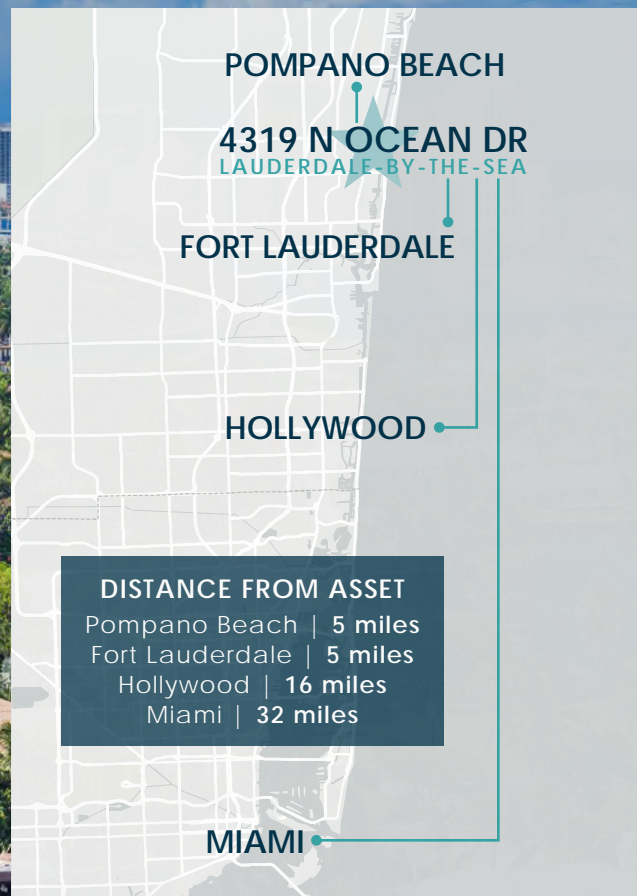 POMPANO BEACH
4319 N OCEAN DR
LAUDERDALE-BY-THE-SEA
FORT LAUDERDALE
HOLLYWOOD
DISTANCE FROM ASSET
Pompano Beach | 5 miles
Fort Lauderdale | 5 miles
Hollywood | 16 miles
Miami | 32 miles
MIAMI